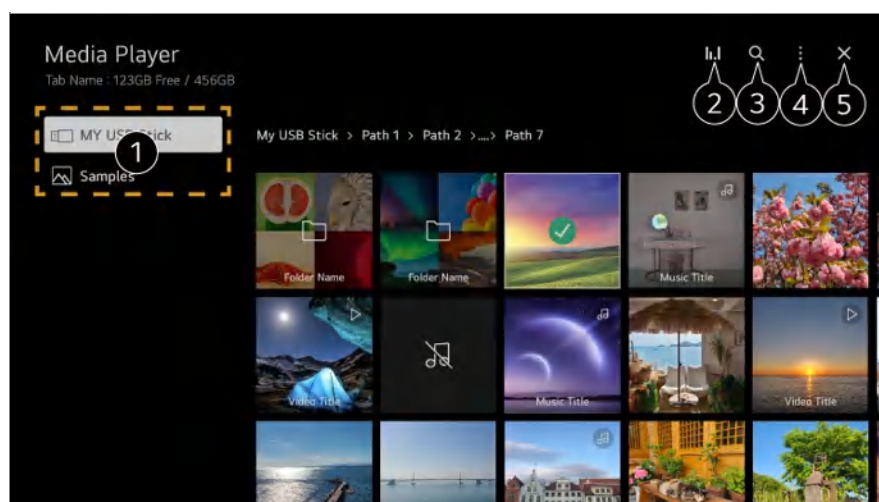 Media Player
Tab Name : 123GB Free / 456GB
2 3 4 5
MY USB Stick
1
Samples
My USB Stick > Path 1 > Path 2 >....> Path 7
Folder Name
Folder Name
Music Title
Video Title
Music Title
Video Title